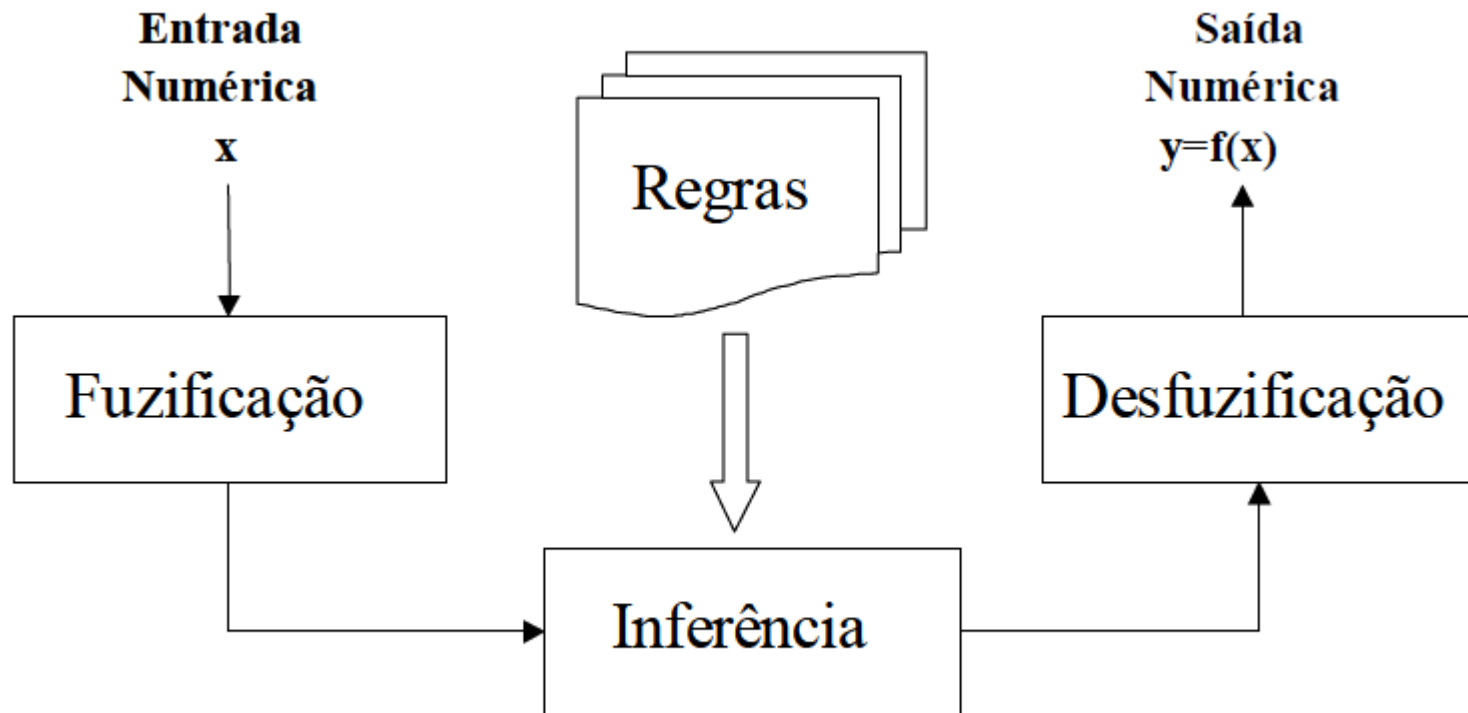 Entrada
Numérica
x
Regras
Saída
Numérica
y=f(x)
Fuzificação
Desfuzificação
Inferência